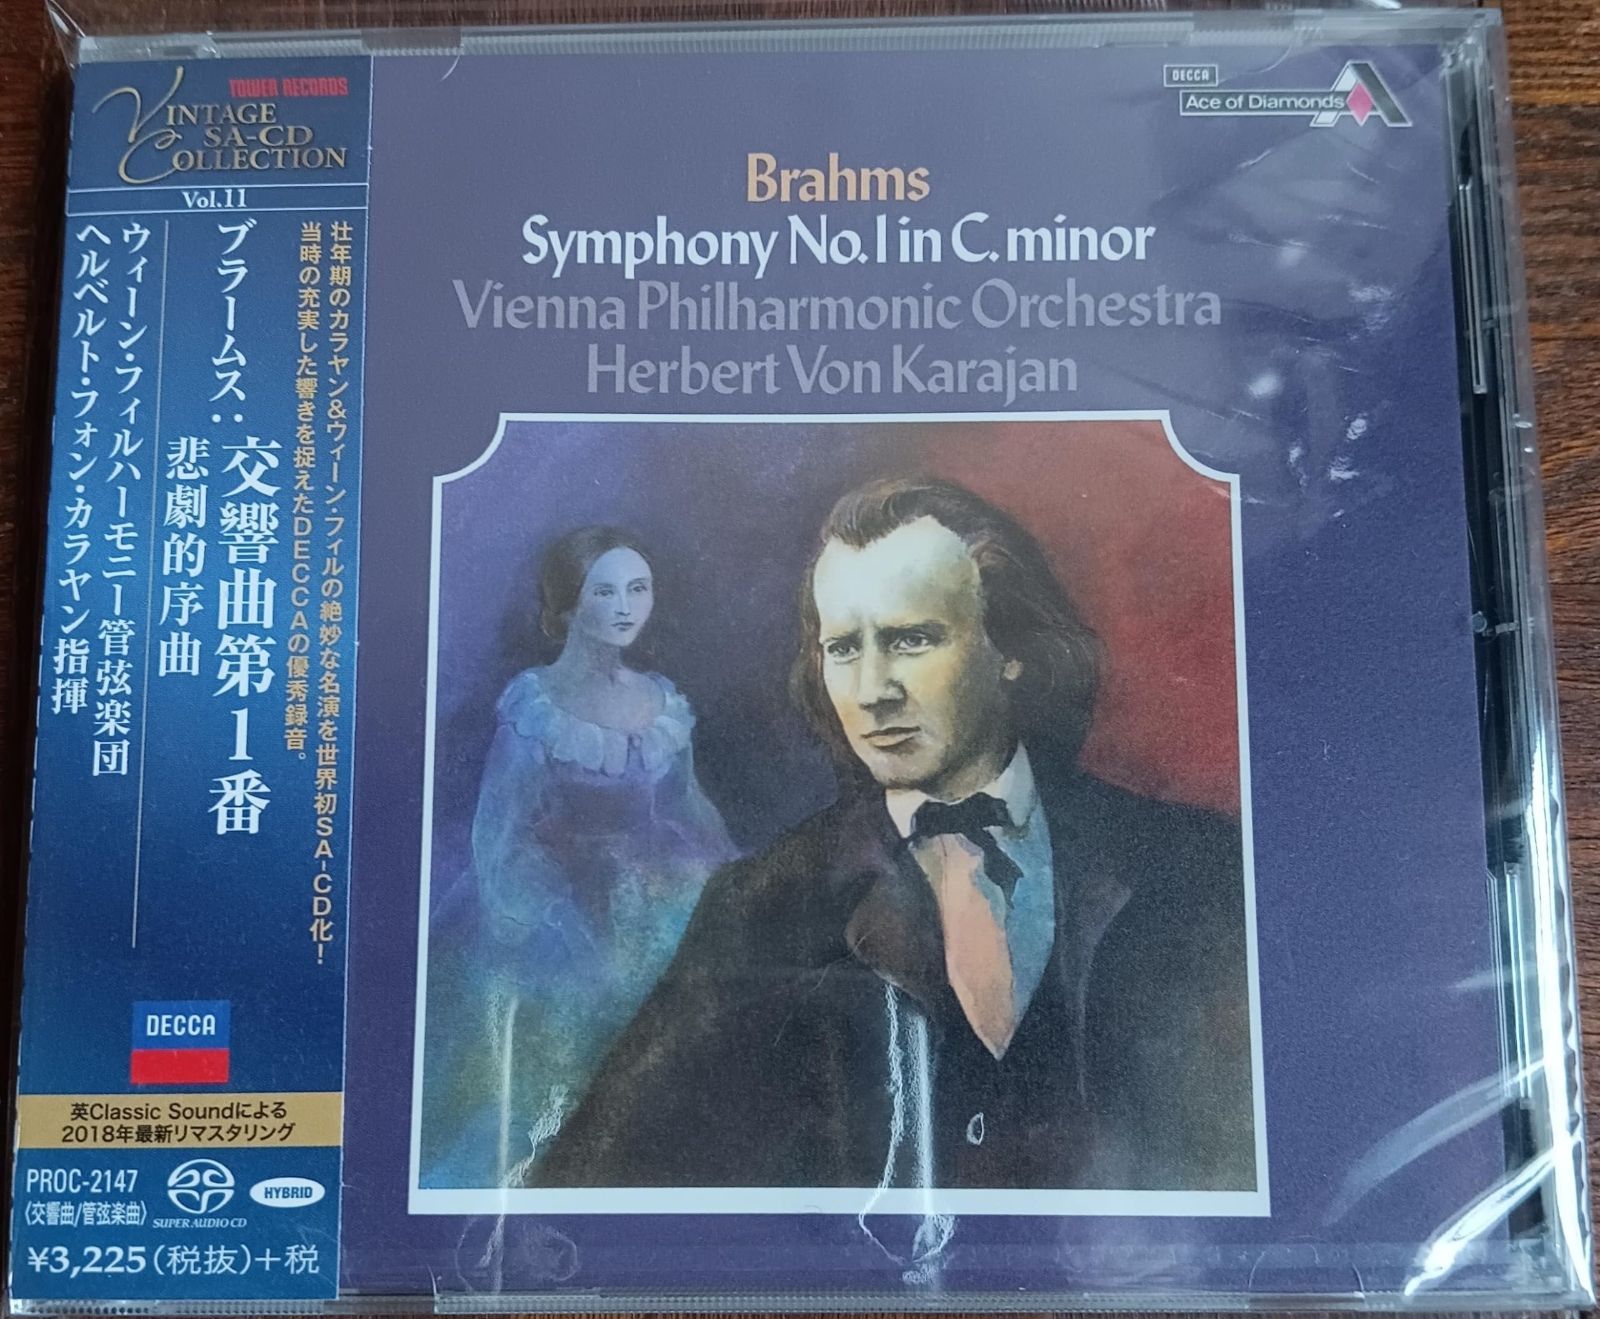 TOWER RECORDS
VINTAGE
SA-CD
COLLECTION
Vol.11
壮年期のカラヤン&ウィーン・フィルの絶妙な名演を世界初SA-CD化!
当時の充実した響きを捉えたDECCAの優秀録音。
ブラームス:交響曲第1番
悲劇的序曲
ウィーン・フィルハーモニー管弦楽団
ヘルベルト・フォン・カラヤン指揮
DECCA
英Classic Soundによる
2018年最新リマスタリング
PROC-2147
〈交響曲/管弦楽曲〉
SUPER AUDIO CD
HYBRID
¥3,225(税抜)+税
DECCA
Ace of Diamonds
Brahms
Symphony No.1 in C. minor
Vienna Philharmonic Orchestra
Herbert Von Karajan